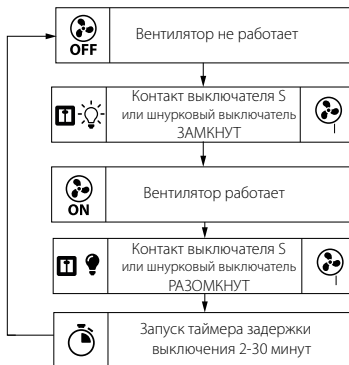 OFF
Вентилятор не работает
Контакт выключателя S
или шнурковый выключатель
ЗАМКНУТ
ON
Вентилятор работает
Контакт выключателя S
или шнурковый выключатель
РАЗОМКНУТ
Запуск таймера задержки
выключения 2-30 минут